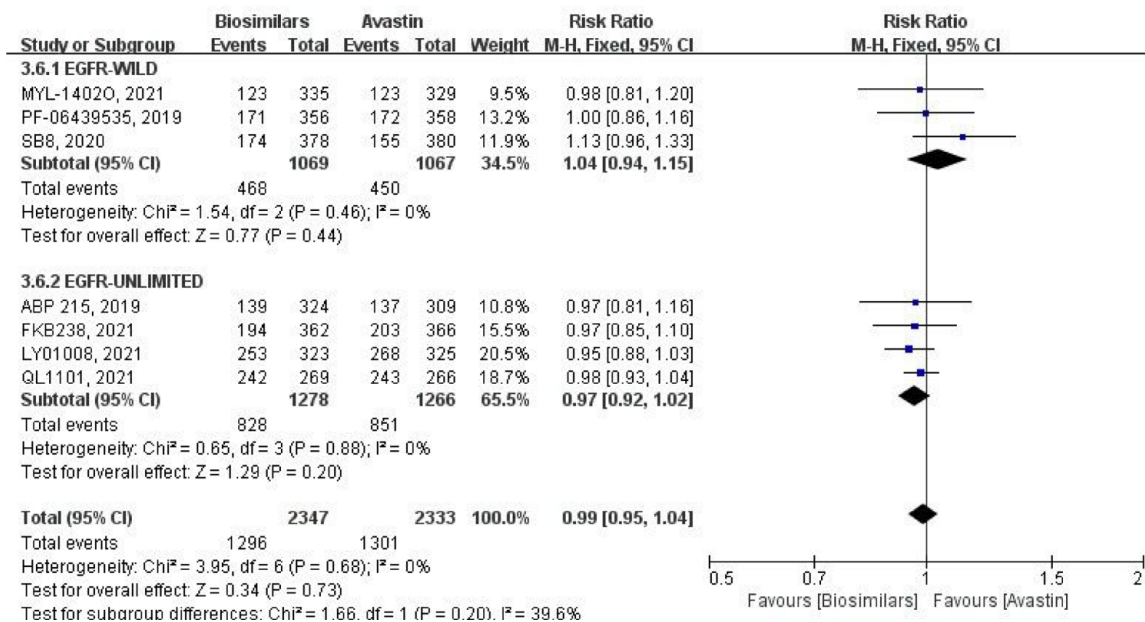 Biosimilars Avastin Risk Ratio Risk Ratio
Study or Subgroup Events Total Events Total Weight M-H, Fixed, 95% CI M-H, Fixed, 95% CI
3.6.1 EGFR-WILD
MYL-1402O, 2021 123 335 123 329 9.5% 0.98 [0.81, 1.20]
PF-06439535, 2019 171 356 172 358 13.2% 1.00 [0.86, 1.16]
SB8, 2020 174 378 155 380 11.9% 1.13 [0.96, 1.33]
Subtotal (95% CI) 1069 1067 34.5% 1.04 [0.94, 1.15]
Total events 468 450
Heterogeneity: Chi² = 1.54, df = 2 (P = 0.46); I² = 0%
Test for overall effect: Z = 0.77 (P = 0.44)
3.6.2 EGFR-UNLIMITED
ABP 215, 2019 139 324 137 309 10.8% 0.97 [0.81, 1.16]
FKB238, 2021 194 362 203 366 15.5% 0.97 [0.85, 1.10]
LY01008, 2021 253 323 268 325 20.5% 0.95 [0.88, 1.03]
QL1101, 2021 242 269 243 266 18.7% 0.98 [0.93, 1.04]
Subtotal (95% CI) 1278 1266 65.5% 0.97 [0.92, 1.02]
Total events 828 851
Heterogeneity: Chi² = 0.65, df = 3 (P = 0.88); I² = 0%
Test for overall effect: Z = 1.29 (P = 0.20)
Total (95% CI) 2347 2333 100.0% 0.99 [0.95, 1.04]
Total events 1296 1301
Heterogeneity: Chi² = 3.95, df = 6 (P = 0.68); I² = 0%
Test for overall effect: Z = 0.34 (P = 0.73)
Test for subgroup differences: Chi² = 1.66, df = 1 (P = 0.20), I² = 39.6%
0.5 0.7 1 1.5 2
Favours [Biosimilars] Favours [Avastin]